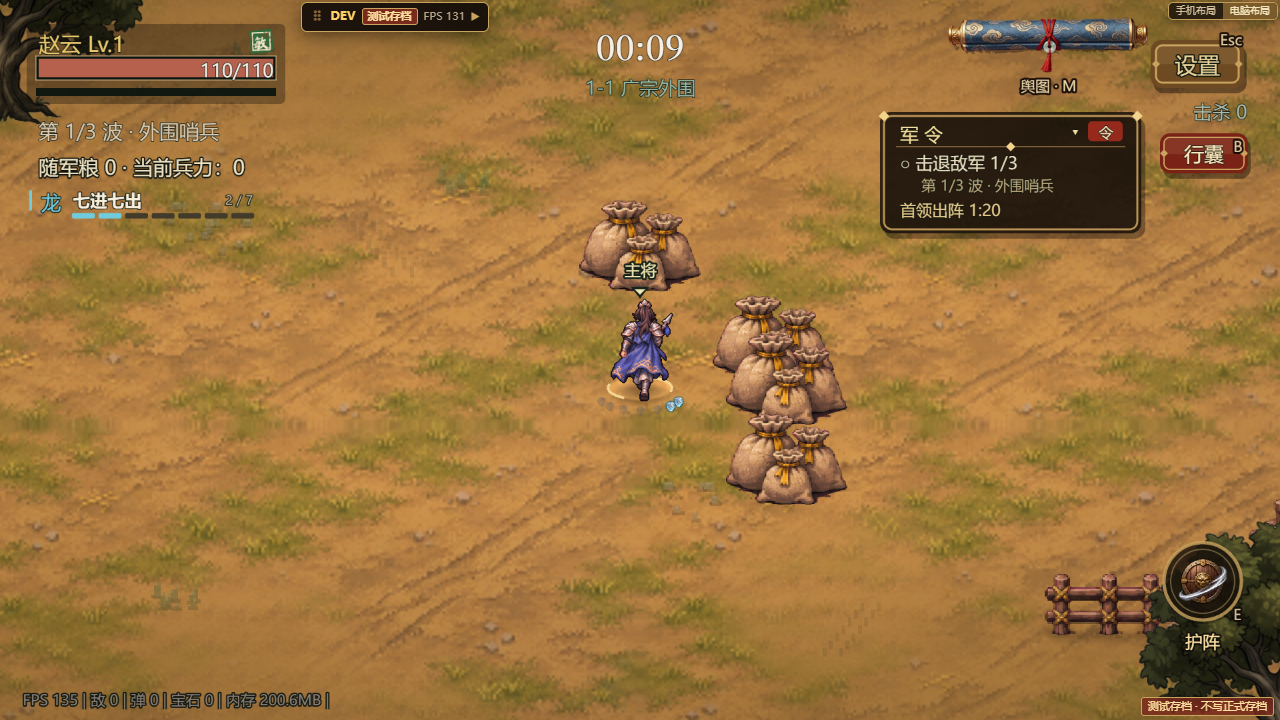 DEV 测试存档 FPS 131 ▶
手机布局 电脑布局
赵云 Lv.1 敏
110/110
00:09
1-1 广宗外围
舆图·M
Esc
设置
击杀 0
第 1/3 波·外围哨兵
随军粮 0·当前兵力: 0
龙 七进七出 2/7
军令 ▾ 令
○ 击退敌军 1/3
第 1/3 波·外围哨兵
首领出阵 1:20
行囊 B
主将
E
护阵
FPS 135 | 敌 0 | 弹 0 | 宝石 0 | 内存 200.6MB |
测试存档·不写正式存档